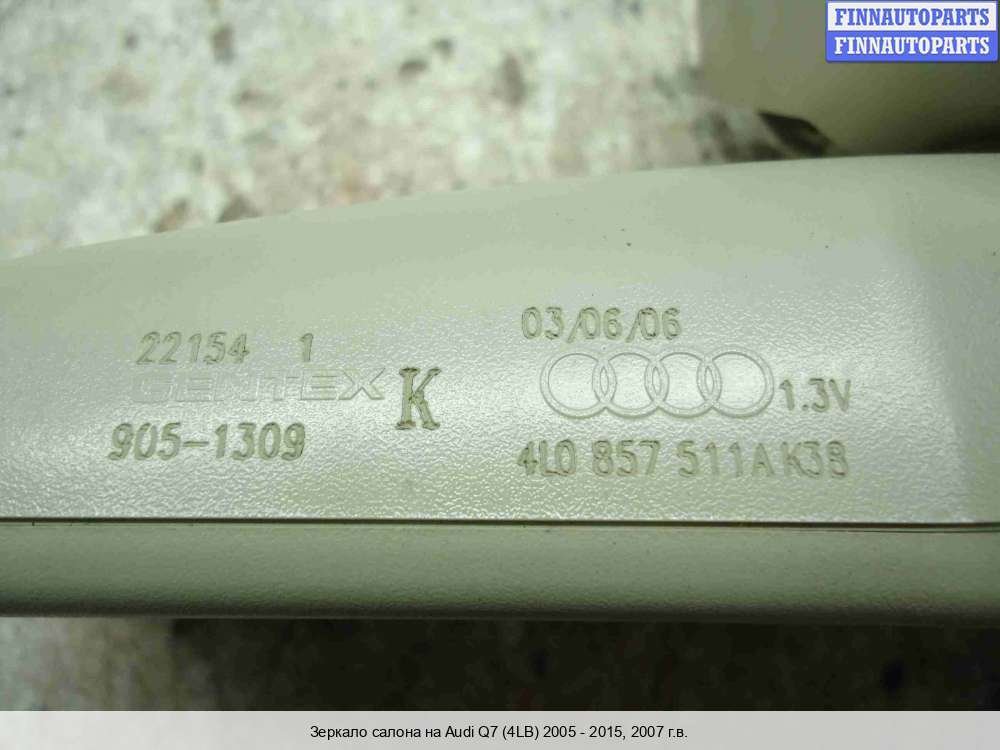 FINNAUTOPARTS
FINNAUTOPARTS
22154 1
GENTEX K
905-1309
03/06/06
1.3V
4L0 857 511A K38
Зеркало салона на Audi Q7 (4LB) 2005 - 2015, 2007 г.в.